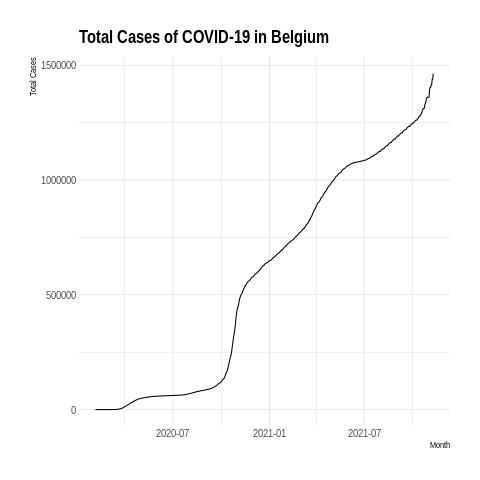 Total Cases of COVID-19 in Belgium
Total Cases
1500000
1000000
500000
0
2020-07
2021-01
2021-07
Month